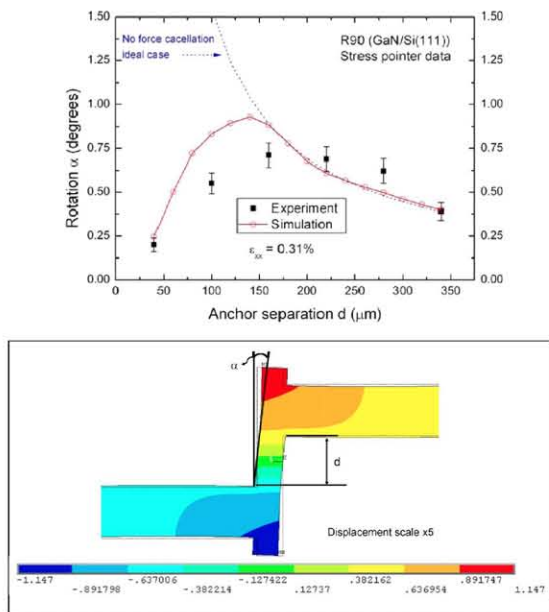 1.50
1.25
1.00
0.75
0.50
0.25
0.00
Rotation α (degrees)
No force cacellation
ideal case
R90 (GaN/Si(111))
Stress pointer data
Experiment
Simulation
ε_xx = 0.31%
1.50
1.25
1.00
0.75
0.50
0.25
0.00
0 50 100 150 200 250 300 350
Anchor separation d (μm)
α
d
Displacement scale x5
-1.147 -.637006 -.127422 .382162 .891747
-.891798 -.382214 .12737 .636954 1.147